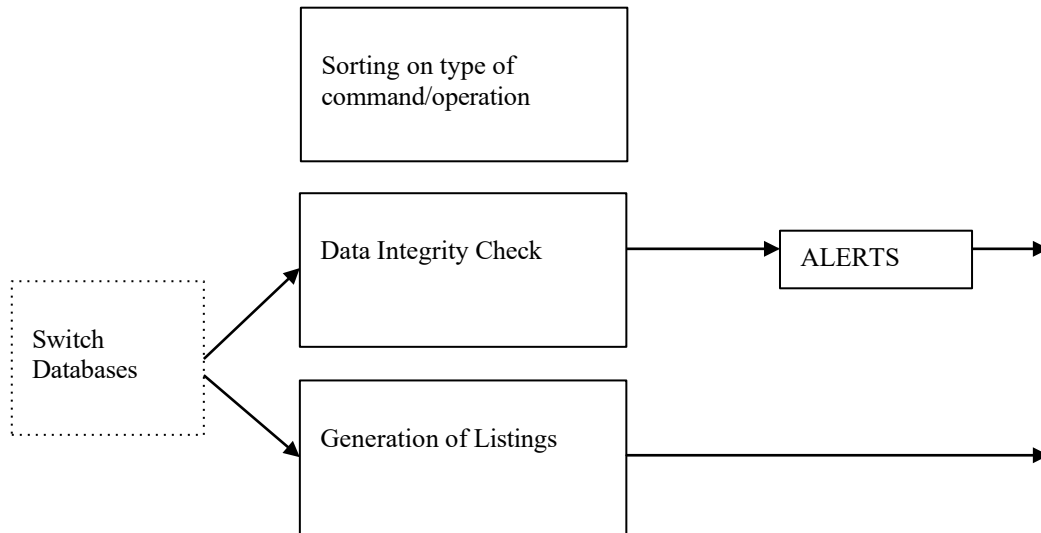 Sorting on type of
command/operation
Data Integrity Check
ALERTS
Switch
Databases
Generation of Listings